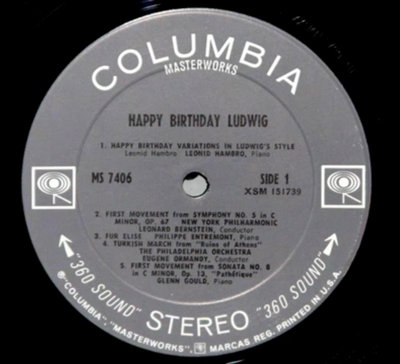 COLUMBIA
MASTERWORKS
HAPPY BIRTHDAY LUDWIG
1. HAPPY BIRTHDAY VARIATIONS IN LUDWIG'S STYLE
Leonid Hambro, LEONID HAMBRO, Piano
MS 7406
SIDE 1
XSM 151739
2. FIRST MOVEMENT from SYMPHONY NO. 5 in C
MINOR, OP. 67 NEW YORK PHILHARMONIC
LEONARD BERNSTEIN, Conductor
3. FUR ELISE PHILIPPE ENTREMONT, Piano
4. TURKISH MARCH from "Ruins of Athens"
THE PHILADELPHIA ORCHESTRA
EUGENE ORMANDY, Conductor
5. FIRST MOVEMENT from SONATA NO. 8
in C MINOR, Op. 13, "Pathétique"
GLENN GOULD, Piano
"360 SOUND" STEREO "360 SOUND"
℗"COLUMBIA", "MASTERWORKS", MARCAS REG. PRINTED IN U.S.A.